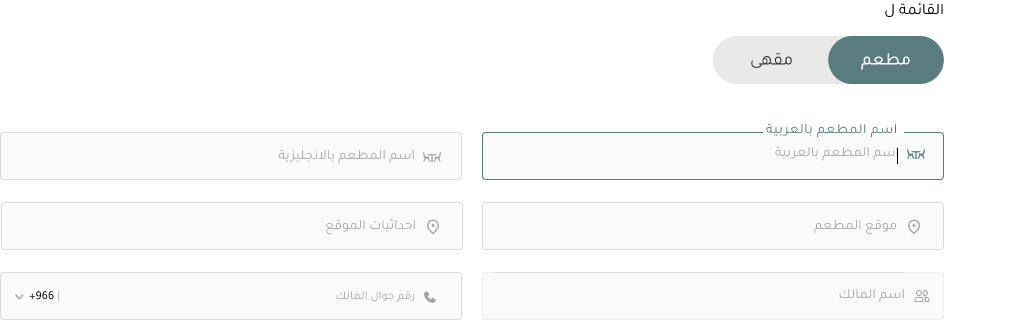 القائمة ل
مطعم
مقهى
اسم المطعم بالعربية
سم المطعم بالعربية
اسم المطعم بالانجليزية
موقع المطعم
احداثيات الموقع
اسم المالك
رقم جوال المالك
+966